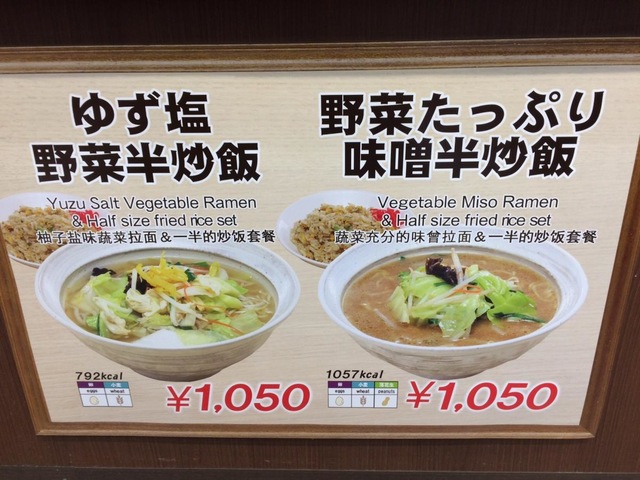 ゆず塩
野菜半炒飯
Yuzu Salt Vegetable Ramen
& Half size fried rice set
柚子盐味蔬菜拉面&一半的炒饭套餐
792kcal
卵 小麦
eggs wheat
¥1,050
野菜たっぷり
味噌半炒飯
Vegetable Miso Ramen
& Half size fried rice set
蔬菜充分的味曾拉面&一半的炒饭套餐
1057kcal
卵 小麦 落花生
eggs wheat peanuts
¥1,050